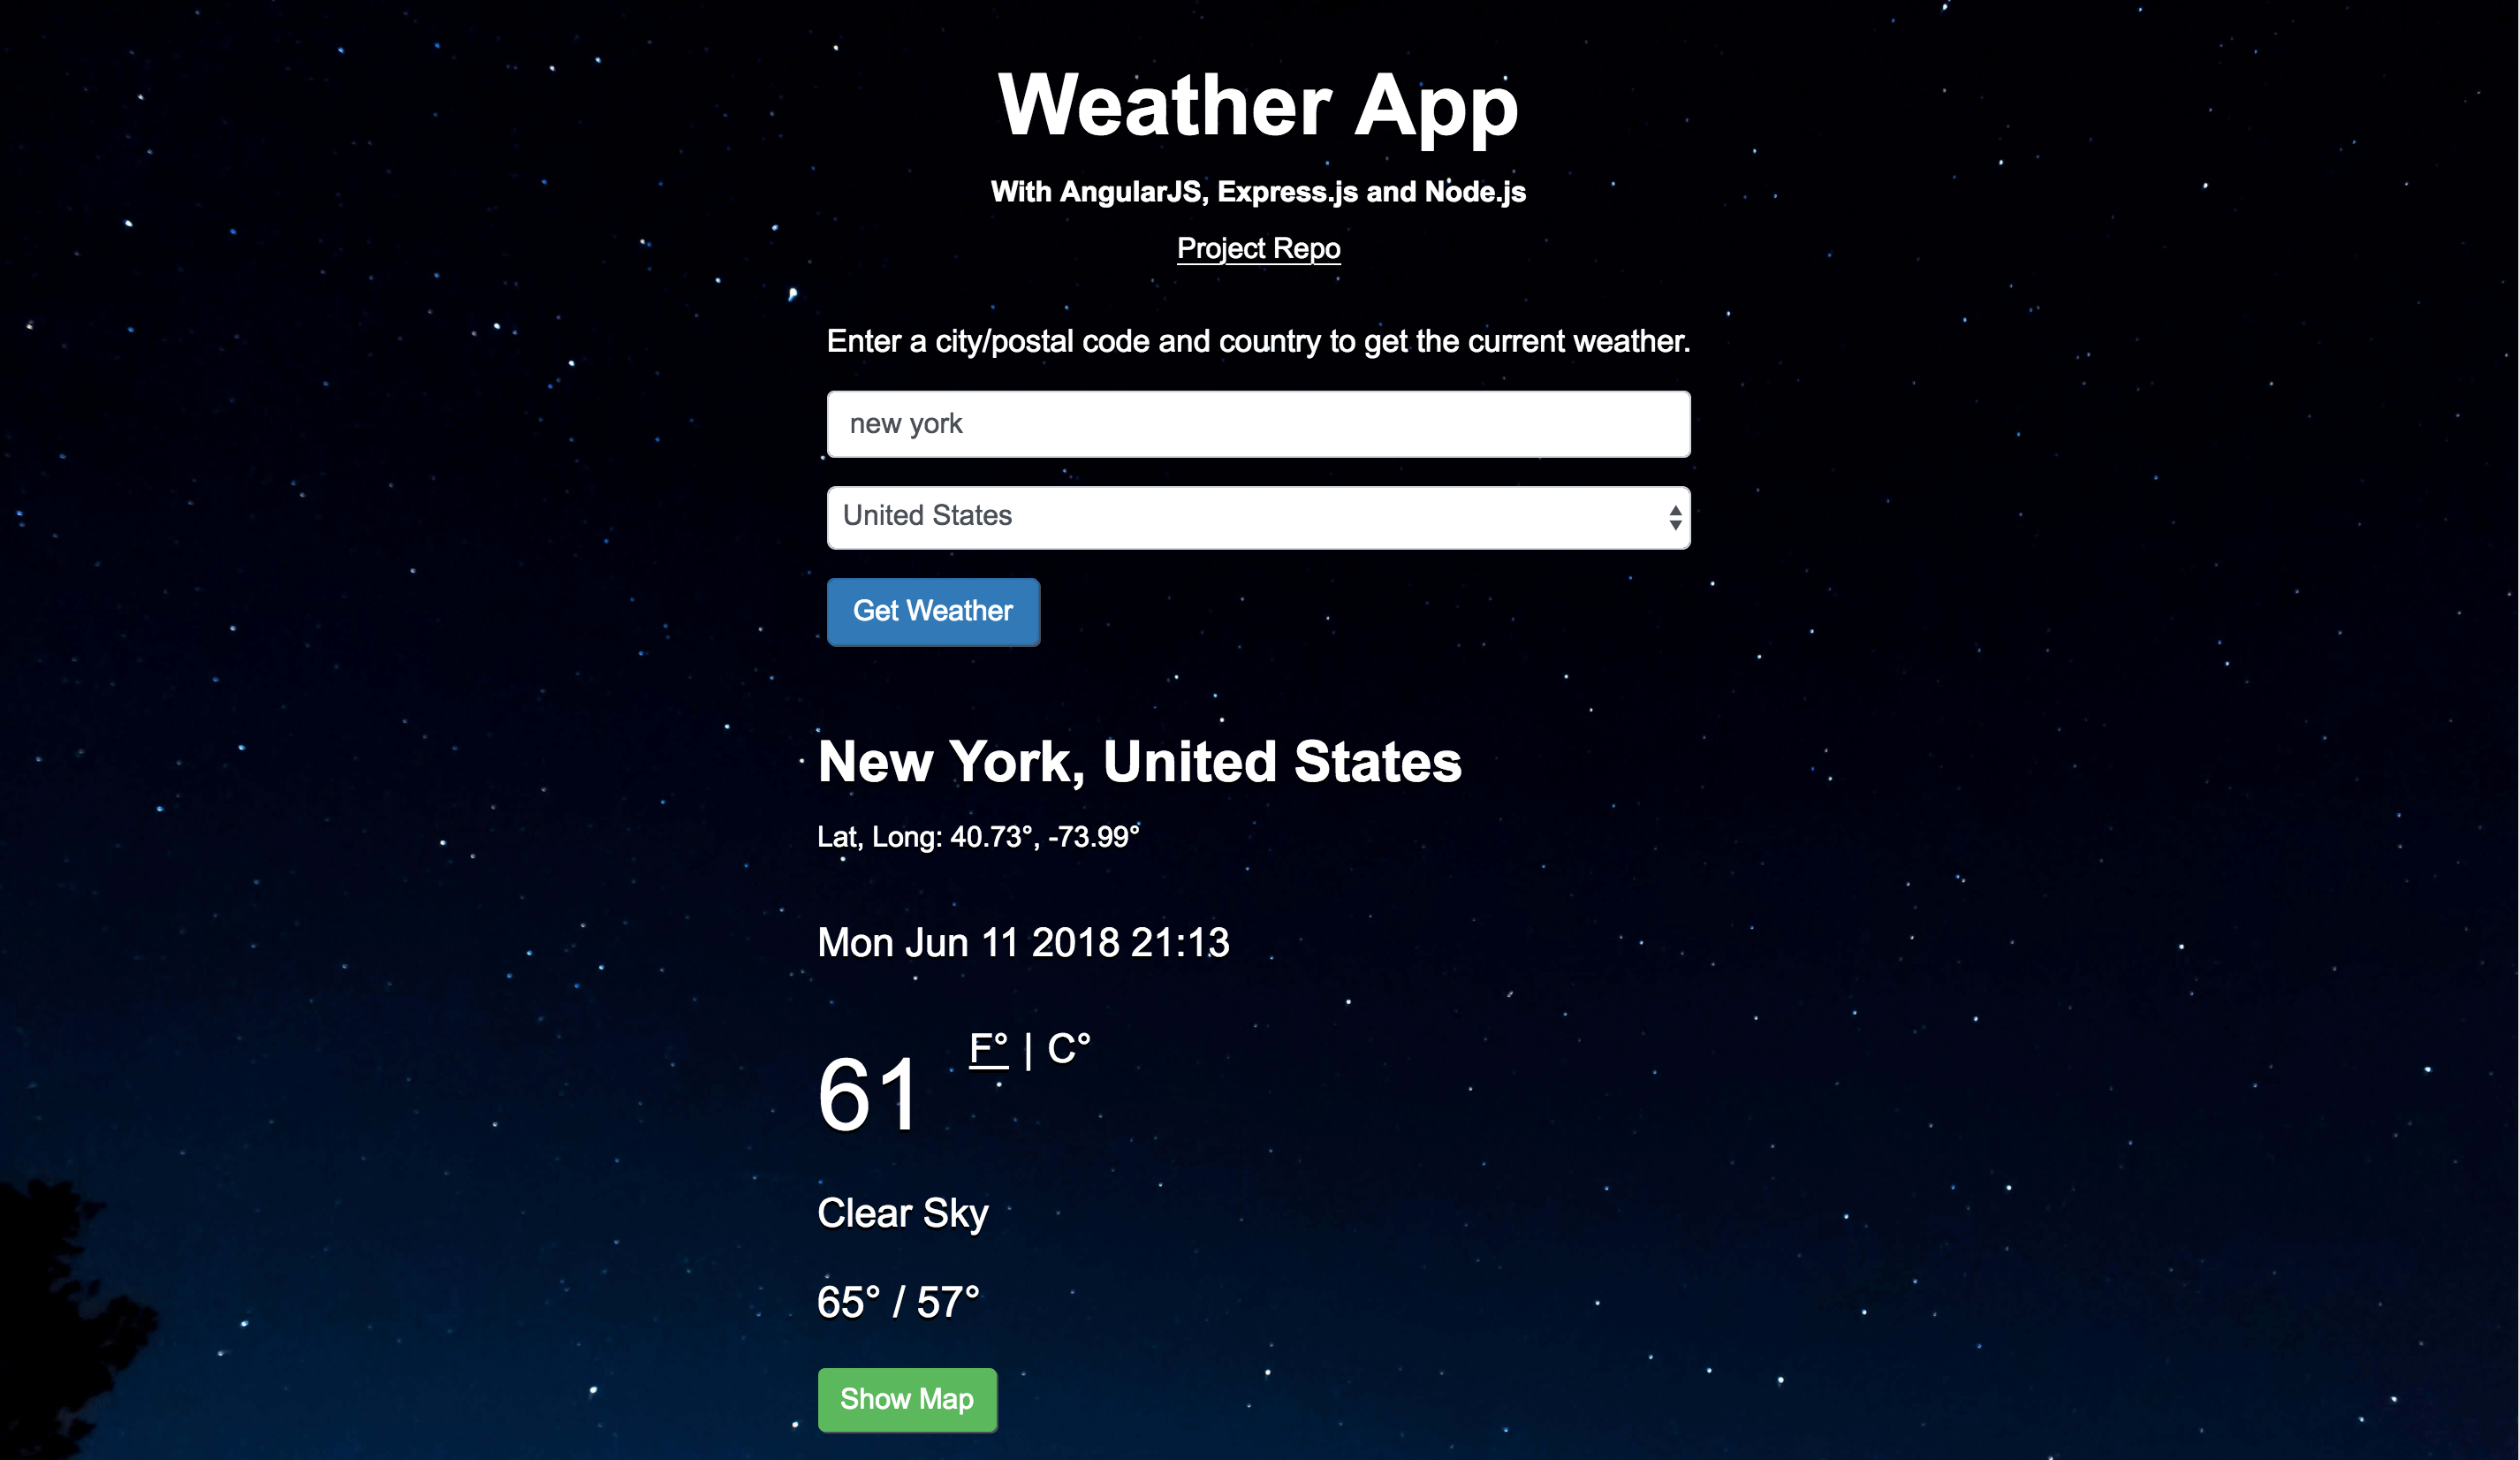 Weather App
With AngularJS, Express.js and Node.js
Project Repo
Enter a city/postal code and country to get the current weather.
new york
United States
Get Weather
New York, United States
Lat, Long: 40.73°, -73.99°
Mon Jun 11 2018 21:13
61 F° | C°
Clear Sky
65° / 57°
Show Map